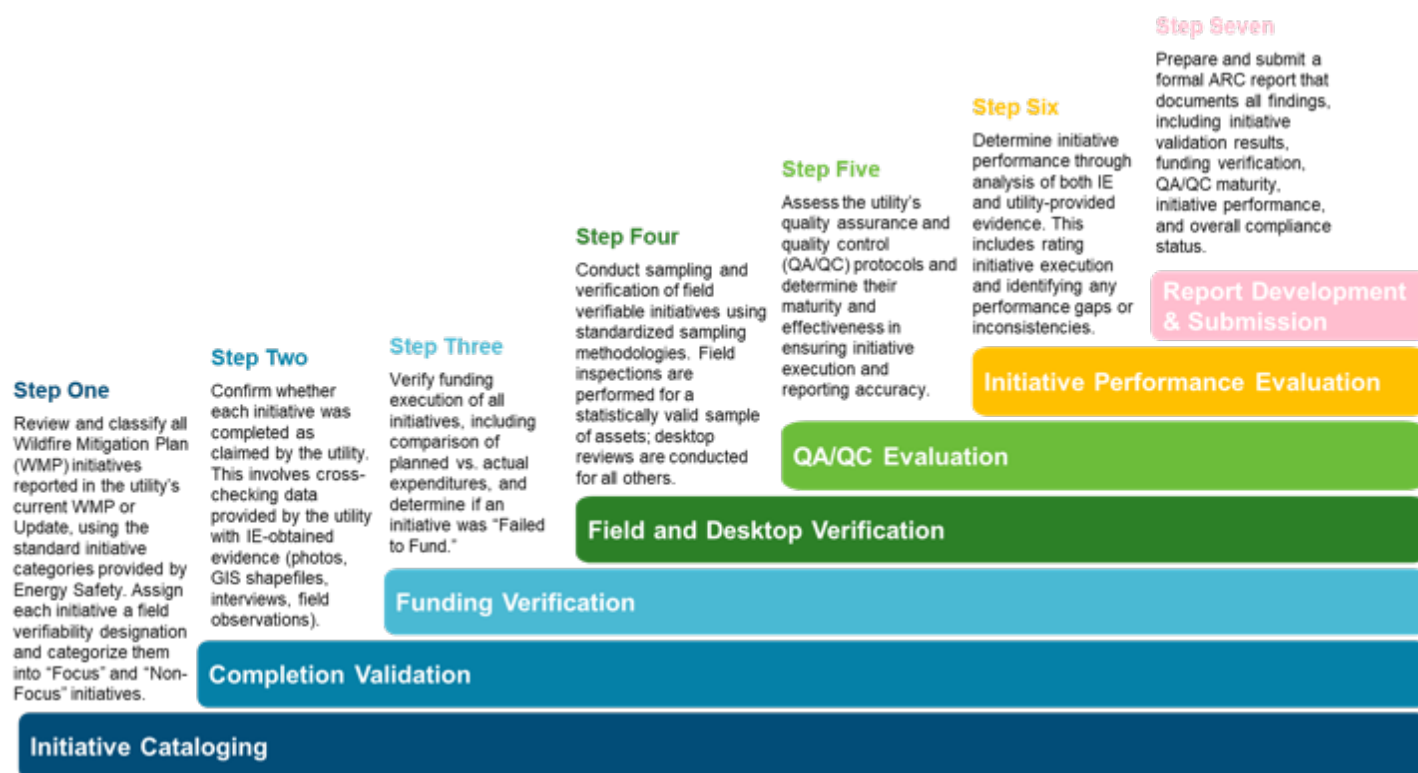 Step One
Review and classify all
Wildfire Mitigation Plan
(WMP) initiatives
reported in the utility's
current WMP or
Update, using the
standard initiative
categories provided by
Energy Safety. Assign
each initiative a field
verifiability designation
and categorize them
into “Focus” and “Non-
Focus” initiatives.
Initiative Cataloging
Step Two
Confirm whether
each initiative was
completed as
claimed by the utility.
This involves cross-
checking data
provided by the utility
with IE-obtained
evidence (photos,
GIS shapefiles,
interviews, field
observations).
Completion Validation
Step Three
Verify funding
execution of all
initiatives, including
comparison of
planned vs. actual
expenditures, and
determine if an
initiative was “Failed
to Fund.”
Funding Verification
Step Four
Conduct sampling and
verification of field
verifiable initiatives using
standardized sampling
methodologies. Field
inspections are
performed for a
statistically valid sample
of assets; desktop
reviews are conducted
for all others.
Field and Desktop Verification
Step Five
Assess the utility's
quality assurance and
quality control
(QA/QC) protocols and
determine their
maturity and
effectiveness in
ensuring initiative
execution and
reporting accuracy.
QA/QC Evaluation
Step Six
Determine initiative
performance through
analysis of both IE
and utility-provided
evidence. This
includes rating
initiative execution
and identifying any
performance gaps or
inconsistencies.
Initiative Performance Evaluation
Step Seven
Prepare and submit a
formal ARC report that
documents all findings,
including initiative
validation results,
funding verification,
QA/QC maturity,
initiative performance,
and overall compliance
status.
Report Development
& Submission